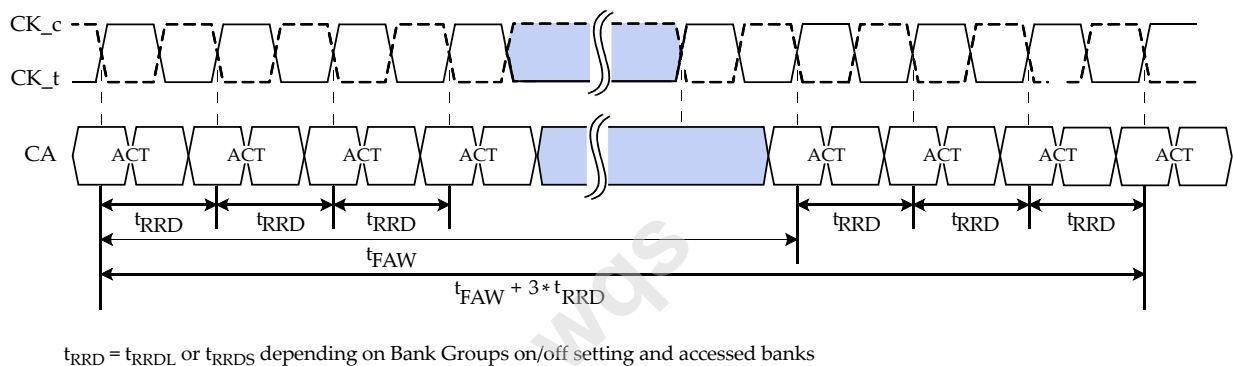 CK_c
CK_t
CA ACT ACT ACT ACT ACT ACT ACT ACT
tRRD tRRD tRRD tRRD tRRD tRRD
tFAW
tFAW + 3*tRRD
wqs
tRRD = tRRDL or tRRDS depending on Bank Groups on/off setting and accessed banks